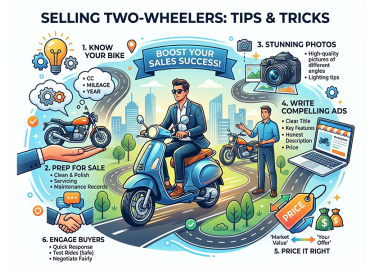 SELLING TWO-WHEELERS: TIPS & TRICKS
1. KNOW
YOUR BIKE
• CC
• MILEAGE
• YEAR
BOOST YOUR
SALES SUCCESS!
3. STUNNING PHOTOS
• High-quality
pictures of
different
angles
• Lighting tips
4. WRITE
COMPELLING ADS
• Clear Title
• Key Features
• Honest
Description
• Price
2. PREP FOR SALE
• Clean & Polish
• Servicing
• Maintenance Records
6. ENGAGE BUYERS
• Quick Response
• Test Rides (Safe)
• Negotiate Fairly
PRICE
'Market
Value'
'Your
Offer'
5. PRICE IT RIGHT